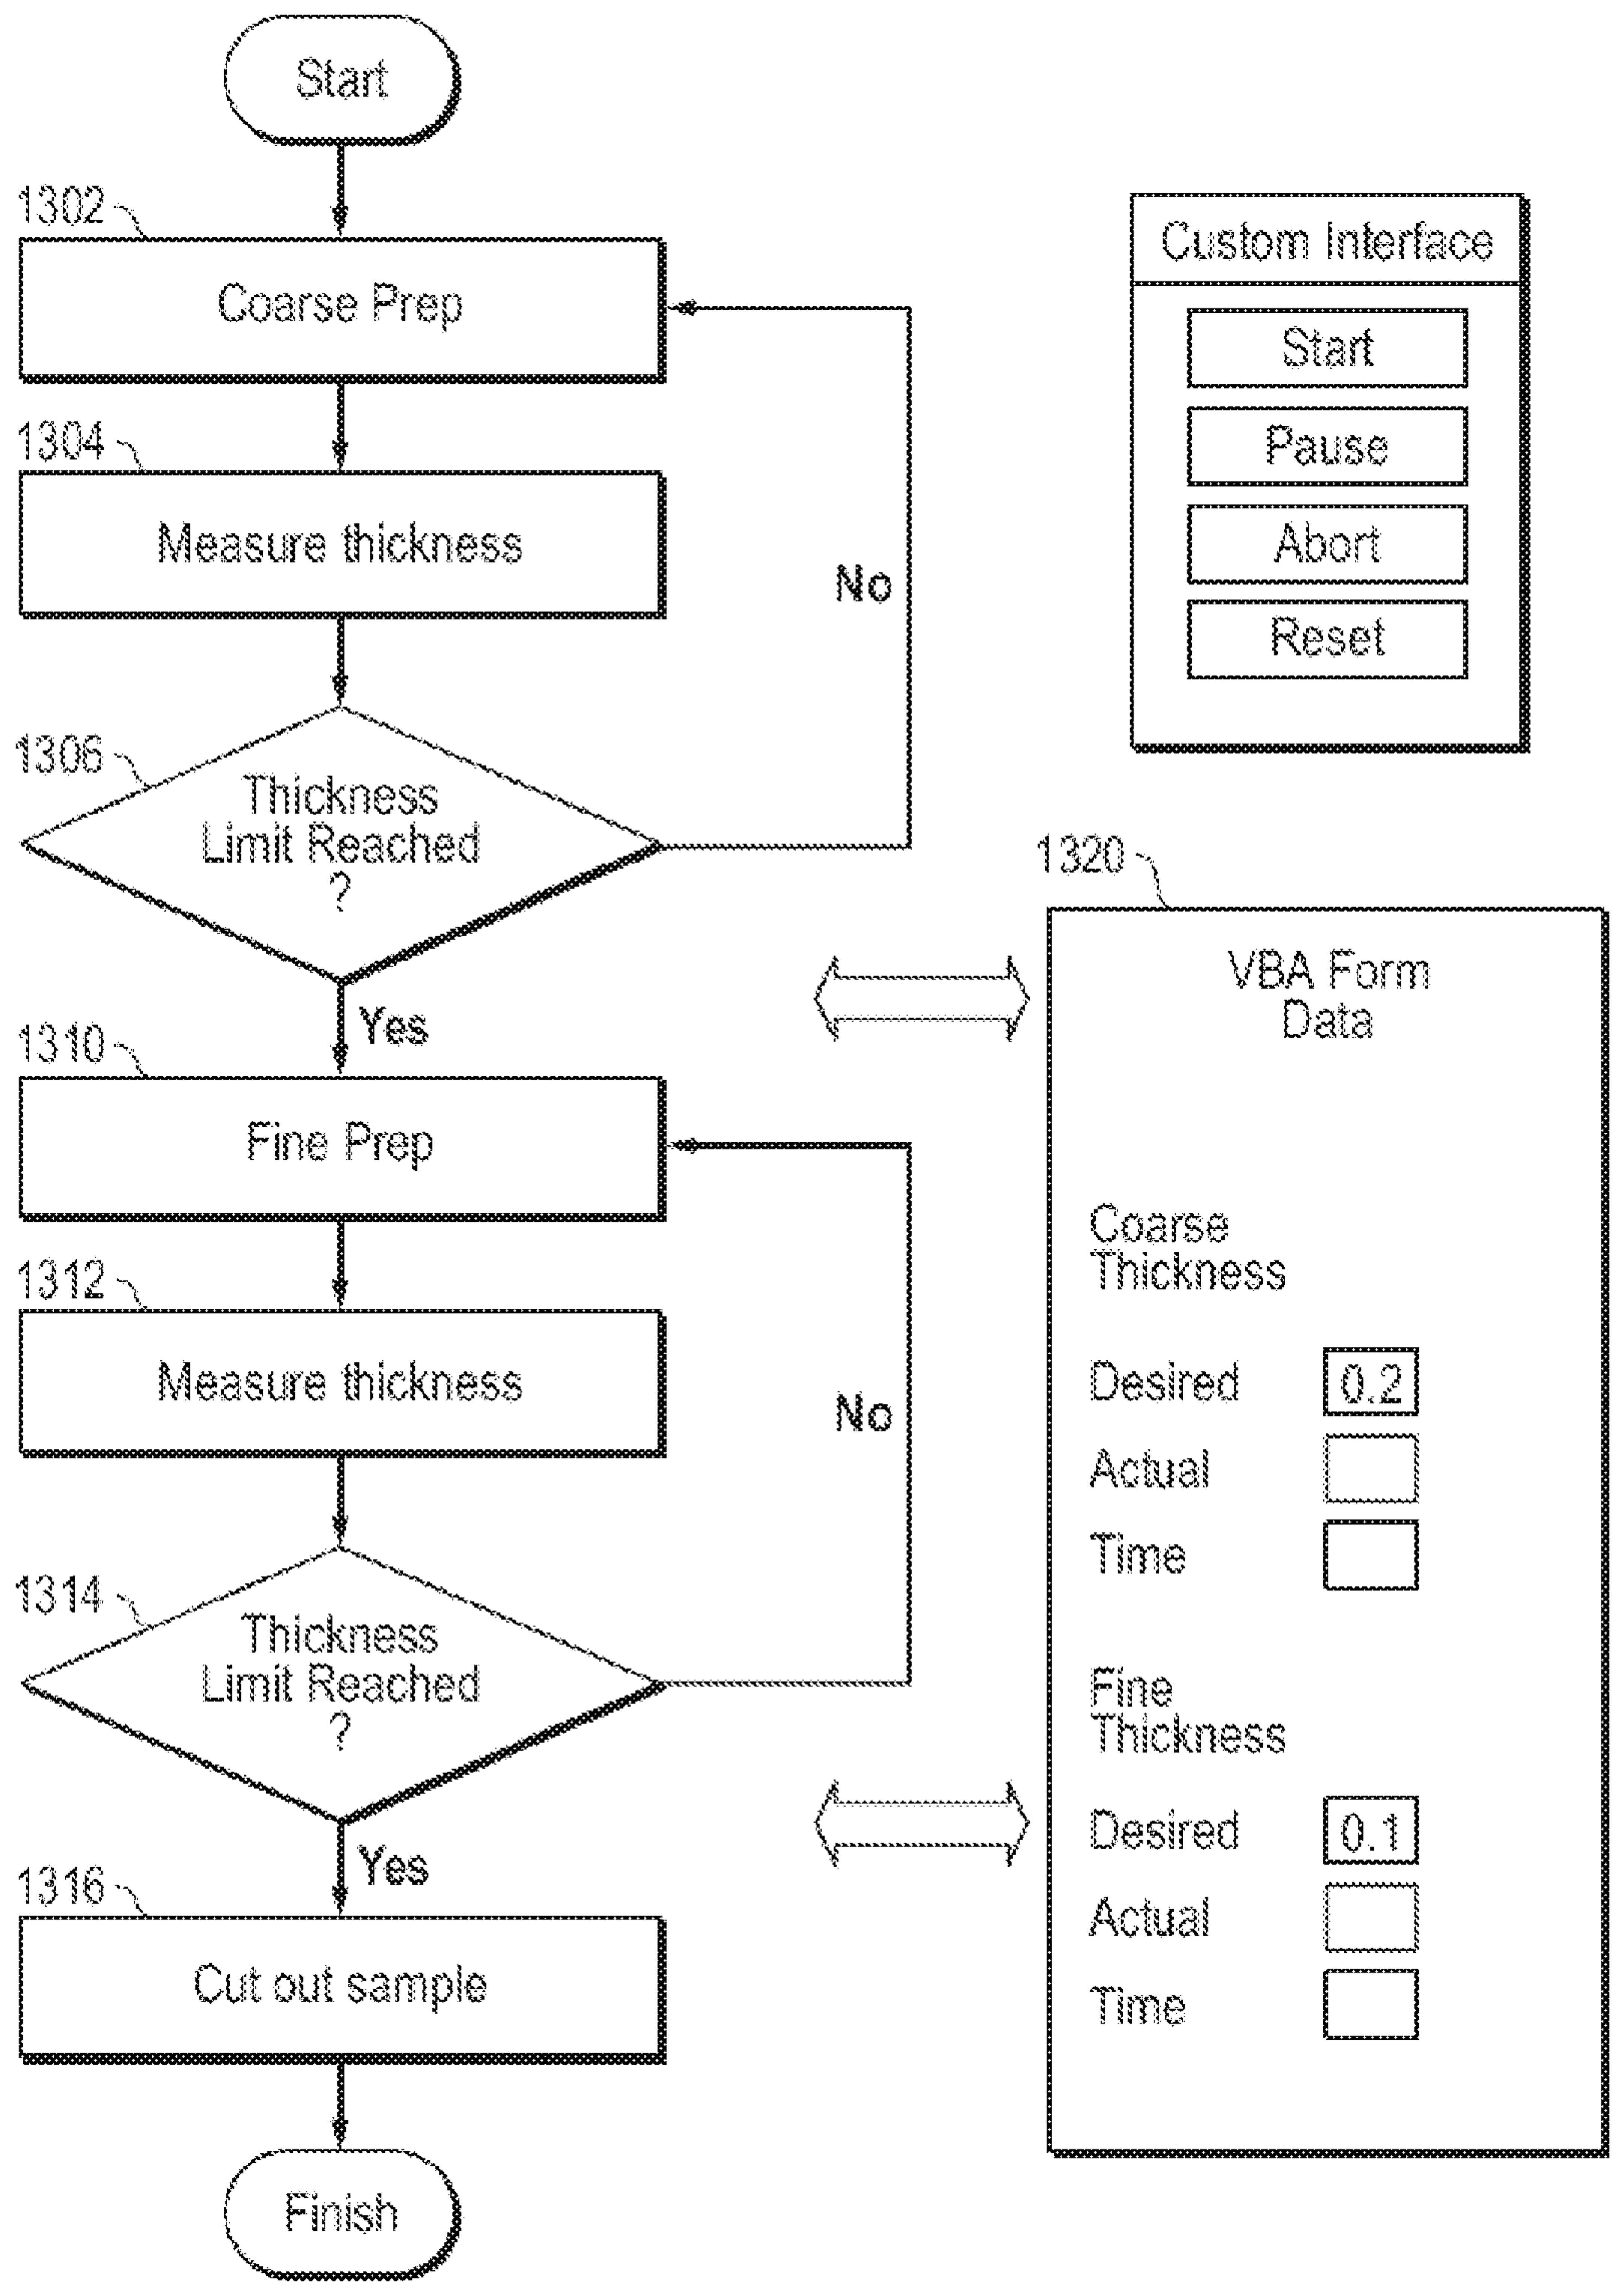 Start
1302
Coarse Prep
1304
Measure thickness
No
1306
Thickness
Limit Reached
?
Yes
1310
Fine Prep
1312
Measure thickness
No
1314
Thickness
Limit Reached
?
Yes
1316
Cut out sample
Finish
Custom Interface
Start
Pause
Abort
Reset
1320
VBA Form
Data
Coarse
Thickness
Desired 0.2
Actual
Time
Fine
Thickness
Desired 0.1
Actual
Time